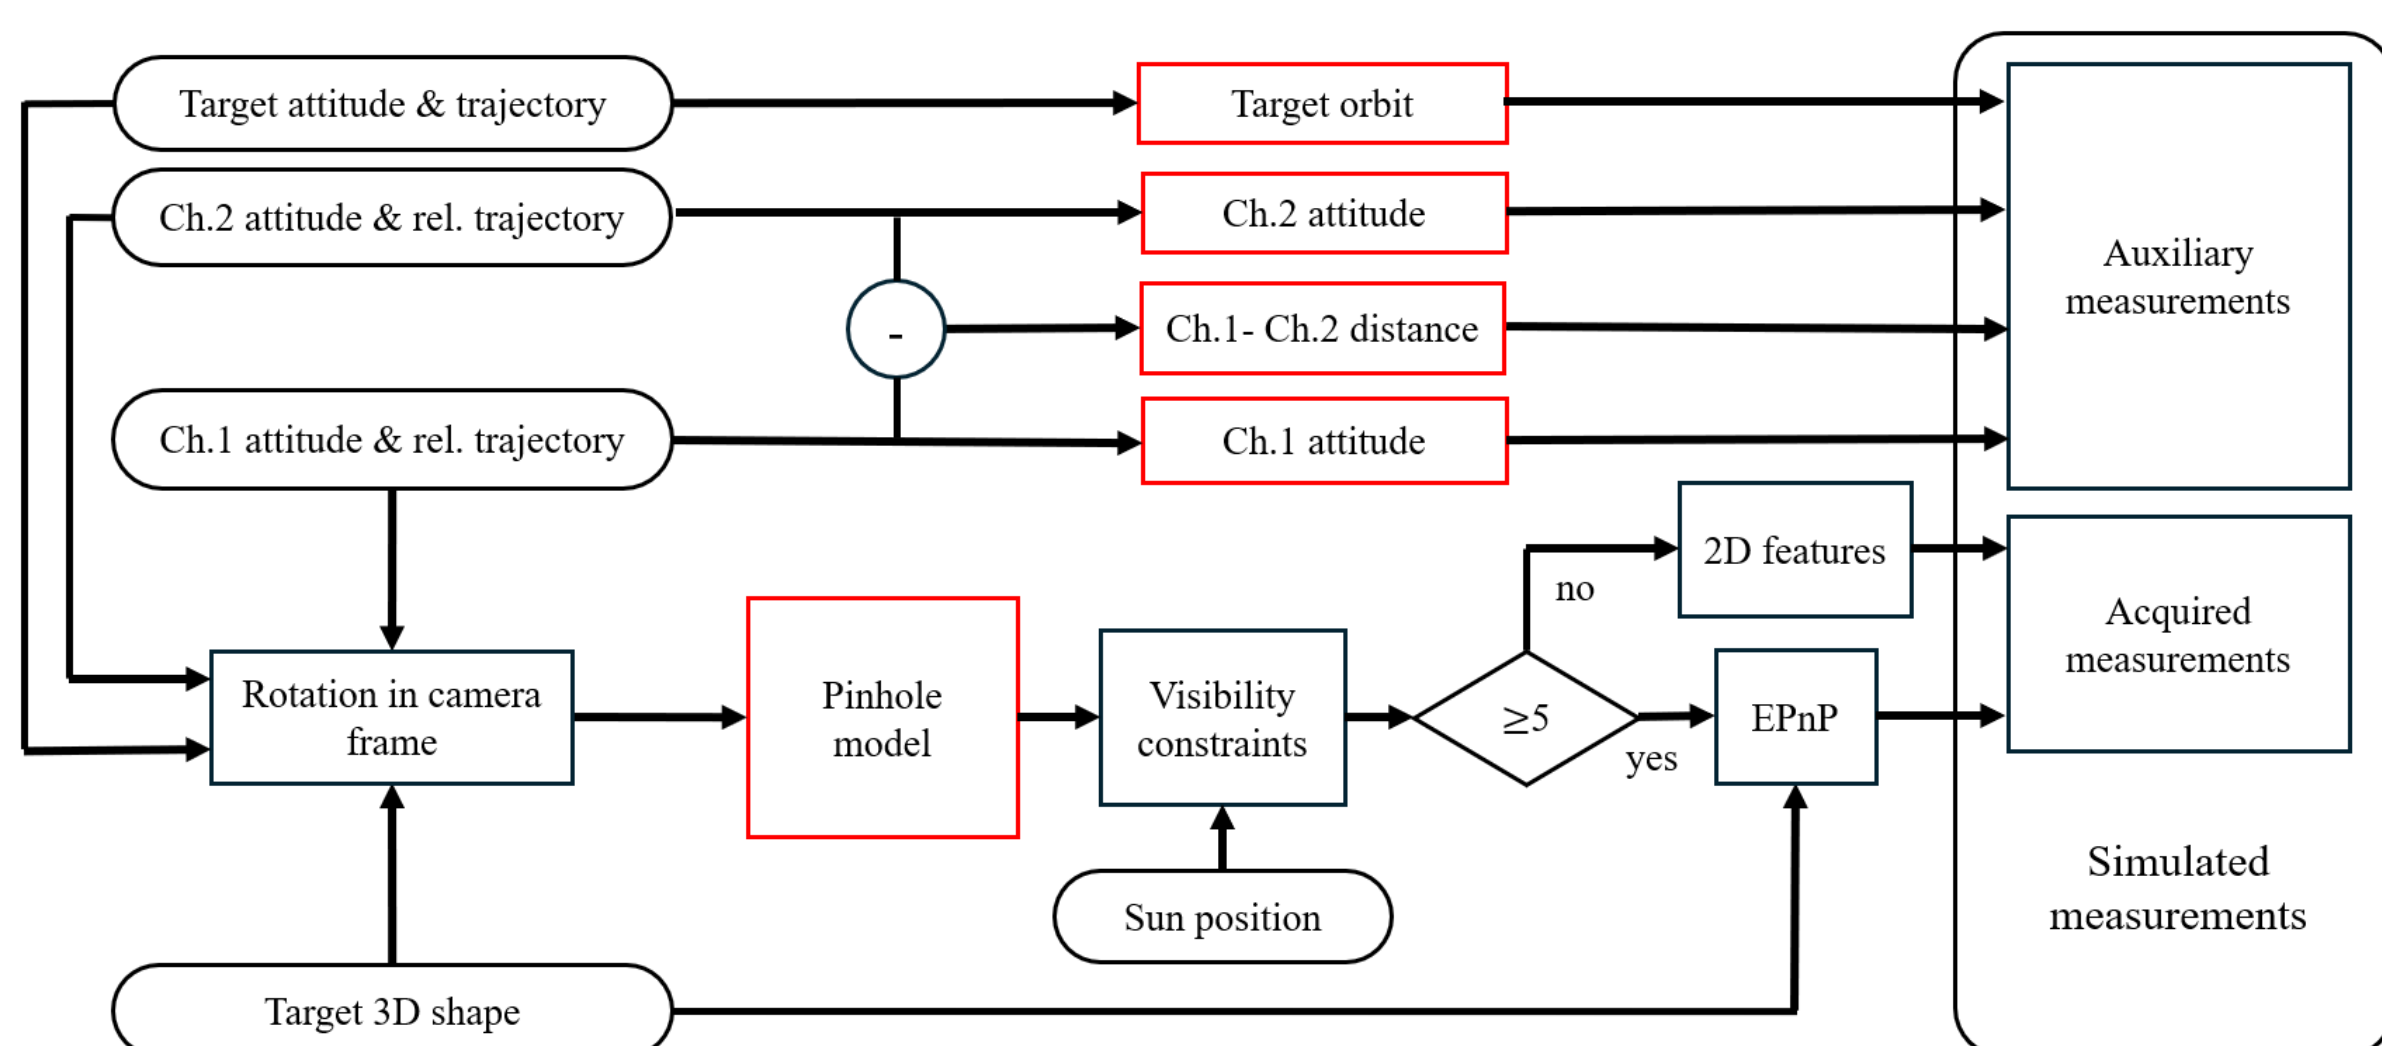 Target attitude & trajectory
Target orbit
Ch.2 attitude & rel. trajectory
Ch.2 attitude
Auxiliary
measurements
-
Ch.1- Ch.2 distance
Ch.1 attitude & rel. trajectory
Ch.1 attitude
2D features
no
Acquired
measurements
Rotation in camera
frame
Pinhole
model
Visibility
constraints
≥5
yes
EPnP
Sun position
Simulated
measurements
Target 3D shape